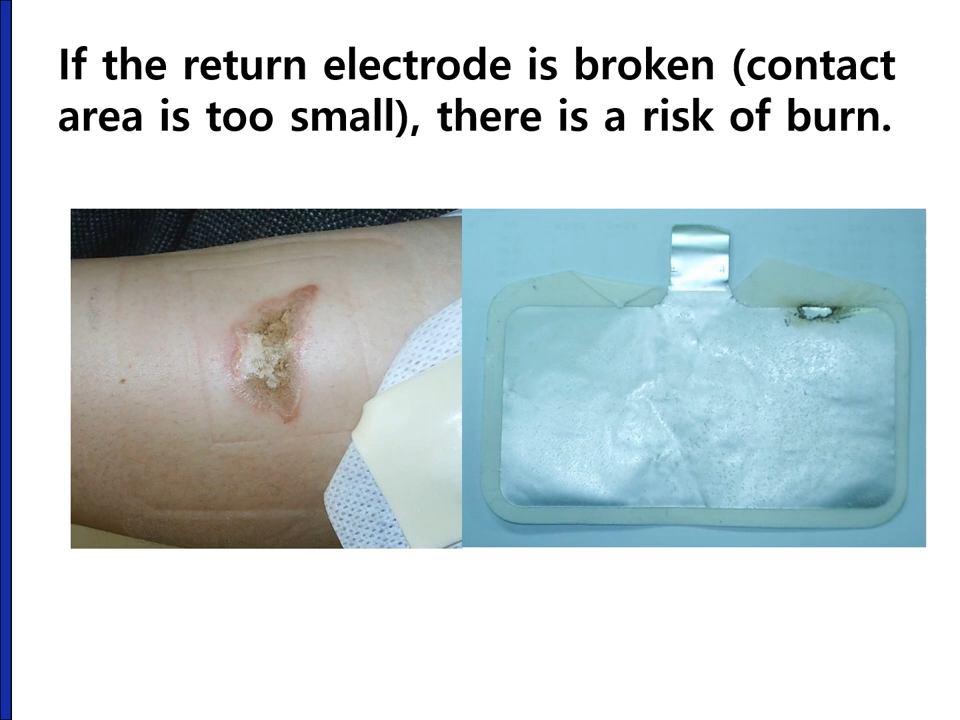 If the return electrode is broken (contact
area is too small), there is a risk of burn.